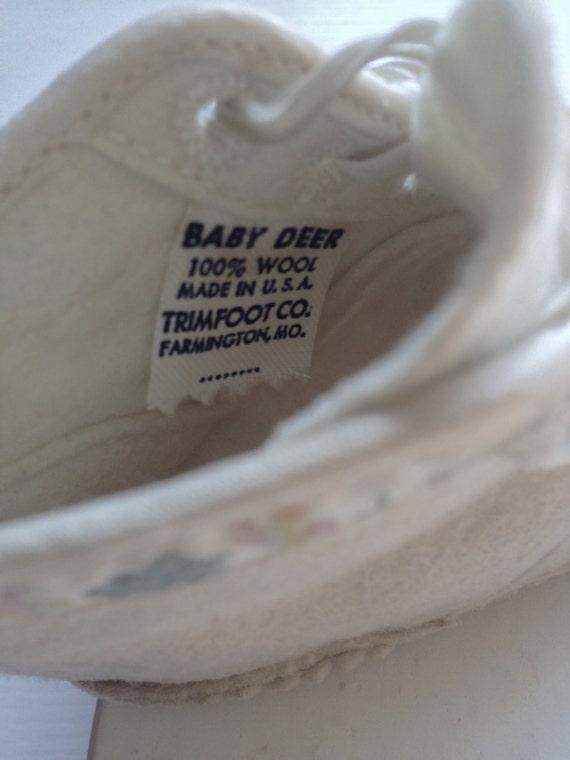 BABY DEER
100% WOOL
MADE IN U.S.A.
TRIMFOOT CO.
FARMINGTON, MO.